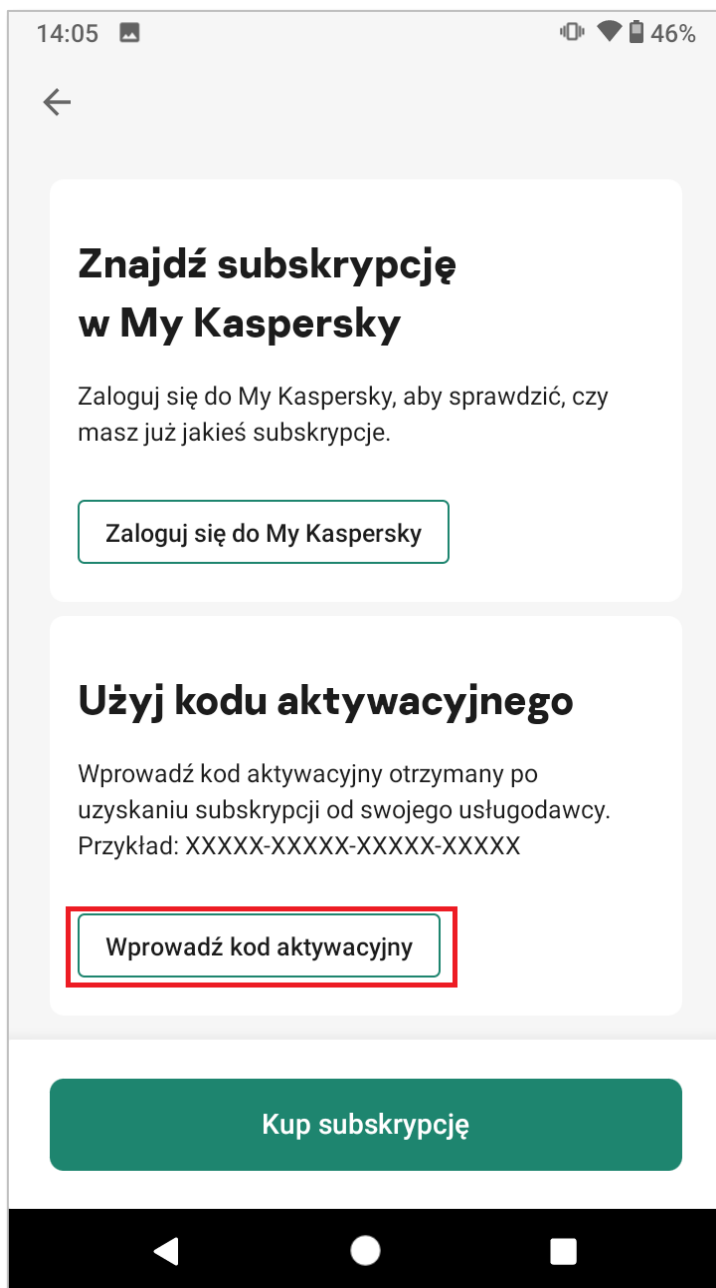 14:05 46%
Znajdź subskrypcję
w My Kaspersky
Zaloguj się do My Kaspersky, aby sprawdzić, czy
masz już jakieś subskrypcje.
Zaloguj się do My Kaspersky
Użyj kodu aktywacyjnego
Wprowadź kod aktywacyjny otrzymany po
uzyskaniu subskrypcji od swojego usługodawcy.
Przykład: XXXXX-XXXXX-XXXXX-XXXXX
Wprowadź kod aktywacyjny
Kup subskrypcję